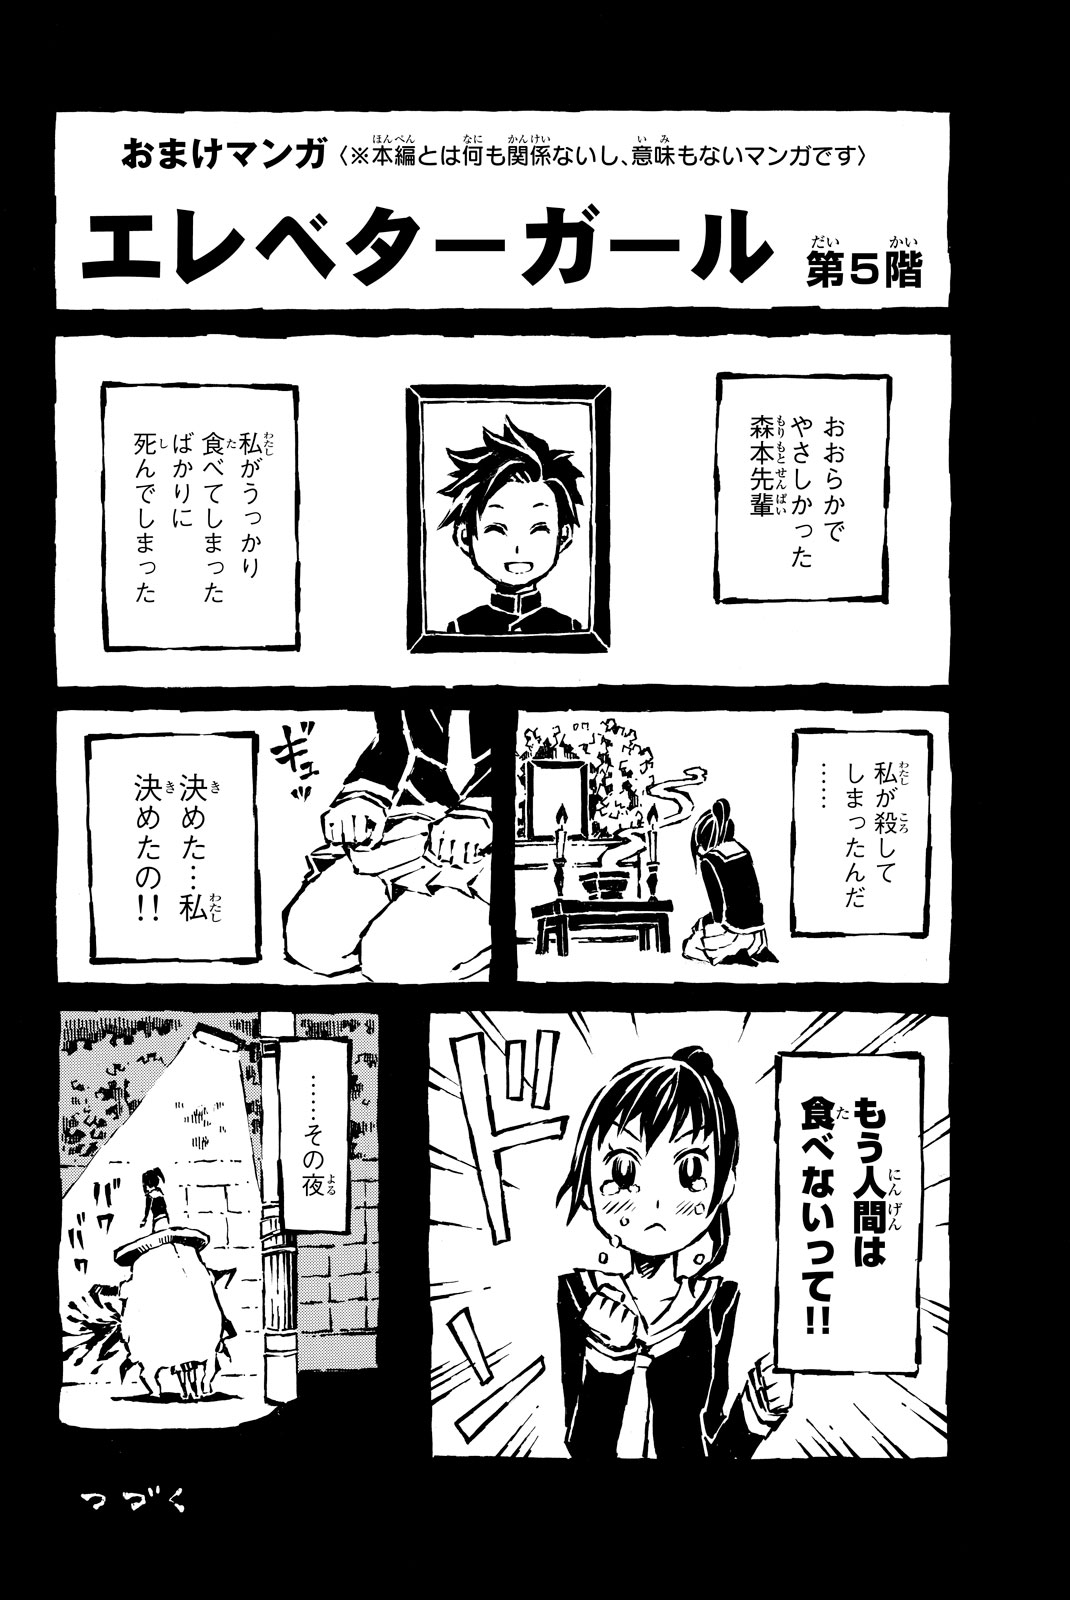 おまけマンガ〈※本編とは何も関係ないし、意味もないマンガです〉
エレベターガール 第5階
おおらかで
やさしかった
森本先輩
私がうっかり
食べてしまった
ばかりに
死んでしまった
私が殺して
しまったんだ
……
ギュ
決めた…私
決めたの!!
もう人間は
食べないって!!
ドドド
……その夜
つづく